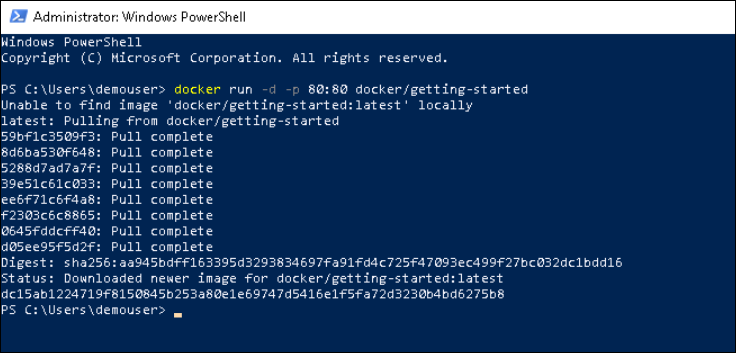 Administrator: Windows PowerShell
Windows PowerShell
Copyright (C) Microsoft Corporation. All rights reserved.
PS C:\Users\demouser> docker run -d -p 80:80 docker/getting-started
Unable to find image 'docker/getting-started:latest' locally
latest: Pulling from docker/getting-started
59bf1c3509f3: Pull complete
8d6ba530f648: Pull complete
5288d7ad7a7f: Pull complete
39e51c61c033: Pull complete
ee6f71c6f4a8: Pull complete
f2303c6c8865: Pull complete
0645fddcff40: Pull complete
d05ee95f5d2f: Pull complete
Digest: sha256:aa945bdff163395d3293834697fa91fd4c725f47093ec499f27bc032dc1bdd16
Status: Downloaded newer image for docker/getting-started:latest
dc15ab1224719f8150845b253a80e1e69747d5416e1f5fa72d3230b4bd6275b8
PS C:\Users\demouser>